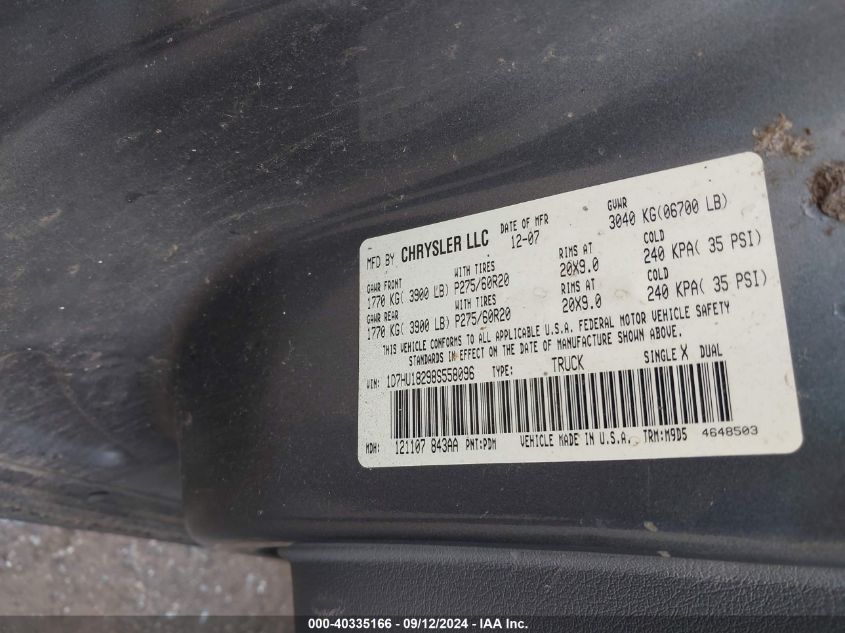 MFD BY CHRYSLER LLC DATE OF MFR 12-07 GVWR 3040 KG(06700 LB)
GAWR FRONT WITH TIRES RIMS AT COLD
1770 KG( 3900 LB) P275/60R20 20X9.0 240 KPA( 35 PSI)
GAWR REAR WITH TIRES RIMS AT COLD
1770 KG( 3900 LB) P275/60R20 20X9.0 240 KPA( 35 PSI)
THIS VEHICLE CONFORMS TO ALL APPLICABLE U.S.A. FEDERAL MOTOR VEHICLE SAFETY
STANDARDS IN EFFECT ON THE DATE OF MANUFACTURE SHOWN ABOVE.
VIN: 1D7HU18298S558096 TYPE: TRUCK SINGLE X DUAL
MDH: 121107 843AA PNT:PDM VEHICLE MADE IN U.S.A. TRM:M9D5 4648503
000-40335166 - 09/12/2024 - IAA Inc.